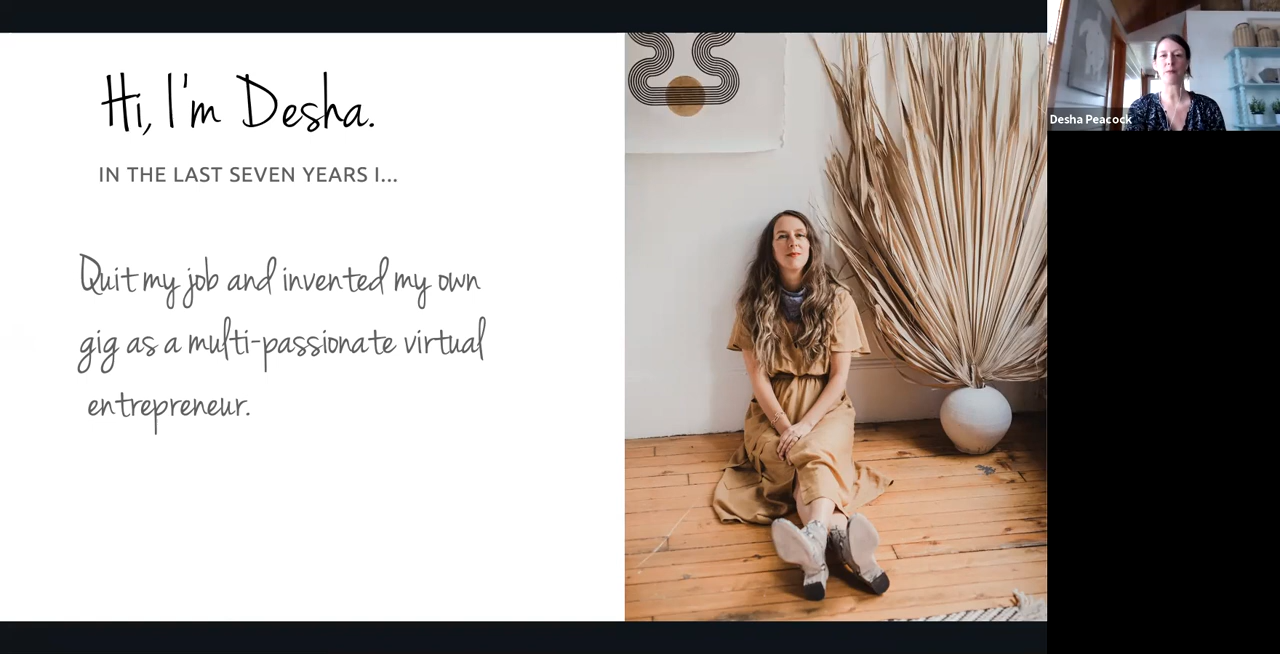 Hi, I'm Desha.
IN THE LAST SEVEN YEARS I...
Quit my job and invented my own
gig as a multi-passionate virtual
entrepreneur.
Desha Peacock